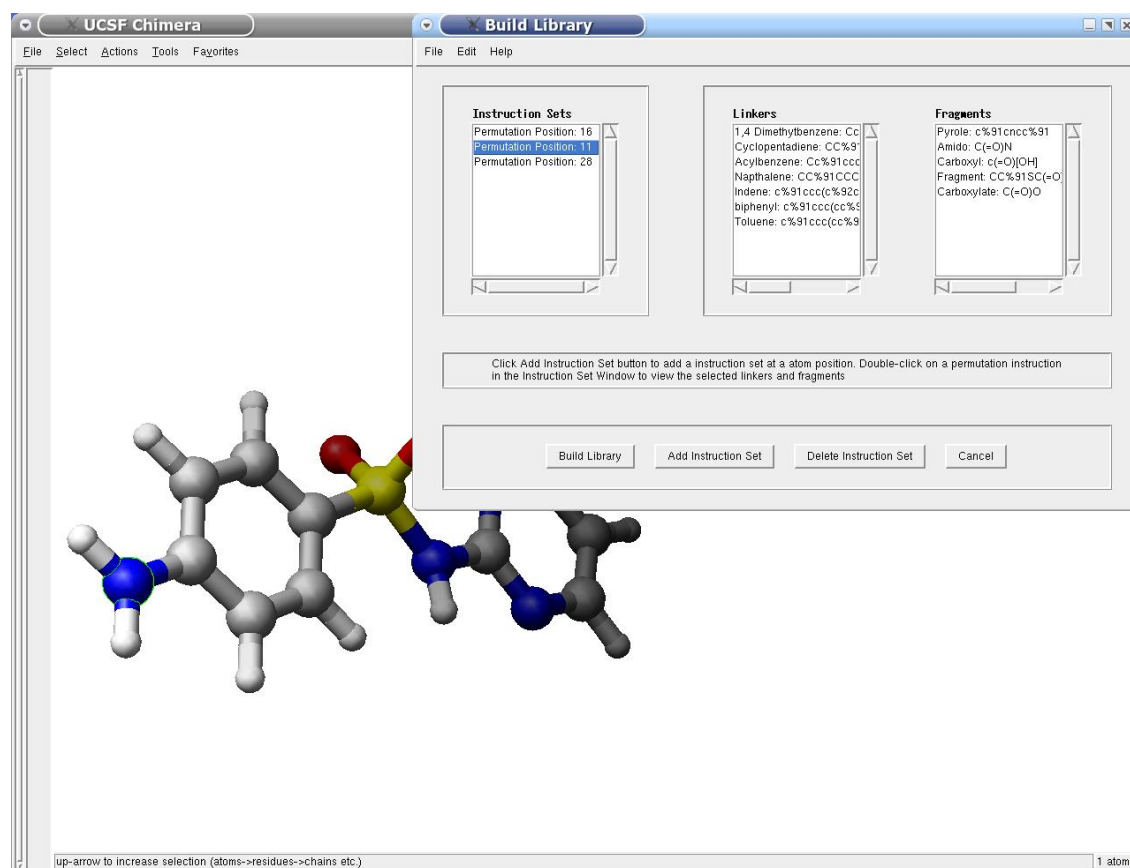 UCSF Chimera
Build Library
File Select Actions Tools Favorites
File Edit Help
Instruction Sets
Permutation Position: 16
Permutation Position: 11
Permutation Position: 28
Linkers
1,4 Dimethytbenzene: Cc
Cyclopentadiene: CC%9
Acylbenzene: Cc%91ccc
Napthalene: CC%91CCC
Indene: c%91ccc(c%92c
biphenyl: c%91ccc(cc%9
Toluene: c%91ccc(cc%9
Fragments
Pyrole: c%91cncc%91
Amido: C(=O)N
Carboxyl: c(=O)[OH]
Fragment: CC%91SC(=O)
Carboxylate: C(=O)O
Click Add Instruction Set button to add a instruction set at a atom position. Double-click on a permutation instruction
in the Instruction Set Window to view the selected linkers and fragments
Build Library Add Instruction Set Delete Instruction Set Cancel
up-arrow to increase selection (atoms->residues->chains etc.)
1 atom